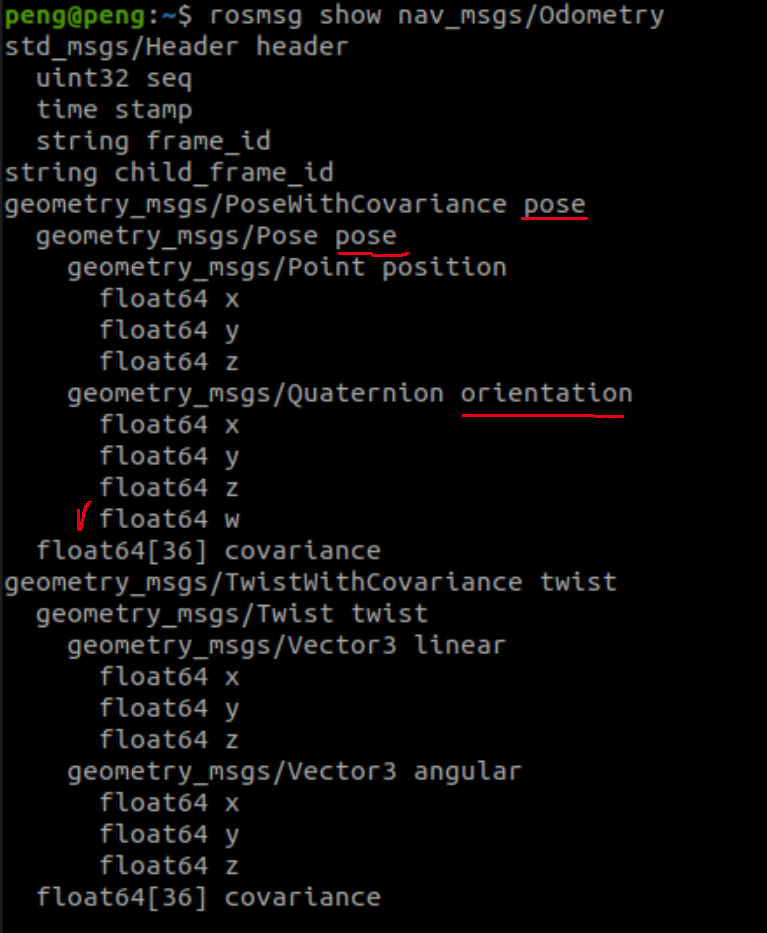 peng@peng:~$ rosmsg show nav_msgs/Odometry
std_msgs/Header header
  uint32 seq
  time stamp
  string frame_id
string child_frame_id
geometry_msgs/PoseWithCovariance pose
  geometry_msgs/Pose pose
    geometry_msgs/Point position
      float64 x
      float64 y
      float64 z
    geometry_msgs/Quaternion orientation
      float64 x
      float64 y
      float64 z
      float64 w
  float64[36] covariance
geometry_msgs/TwistWithCovariance twist
  geometry_msgs/Twist twist
    geometry_msgs/Vector3 linear
      float64 x
      float64 y
      float64 z
    geometry_msgs/Vector3 angular
      float64 x
      float64 y
      float64 z
  float64[36] covariance